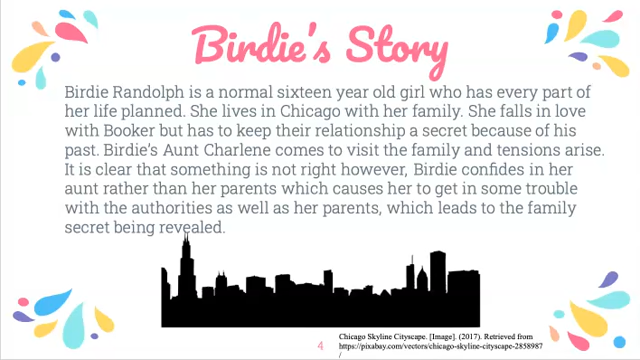 Birdie's Story
Birdie Randolph is a normal sixteen year old girl who has every part of
her life planned. She lives in Chicago with her family. She falls in love
with Booker but has to keep their relationship a secret because of his
past. Birdie's Aunt Charlene comes to visit the family and tensions arise.
It is clear that something is not right however, Birdie confides in her
aunt rather than her parents which causes her to get in some trouble
with the authorities as well as her parents, which leads to the family
secret being revealed.
4
Chicago Skyline Cityscape. [Image]. (2017). Retrieved from
https://pixabay.com/vectors/chicago-skyline-cityscape-2858987
/